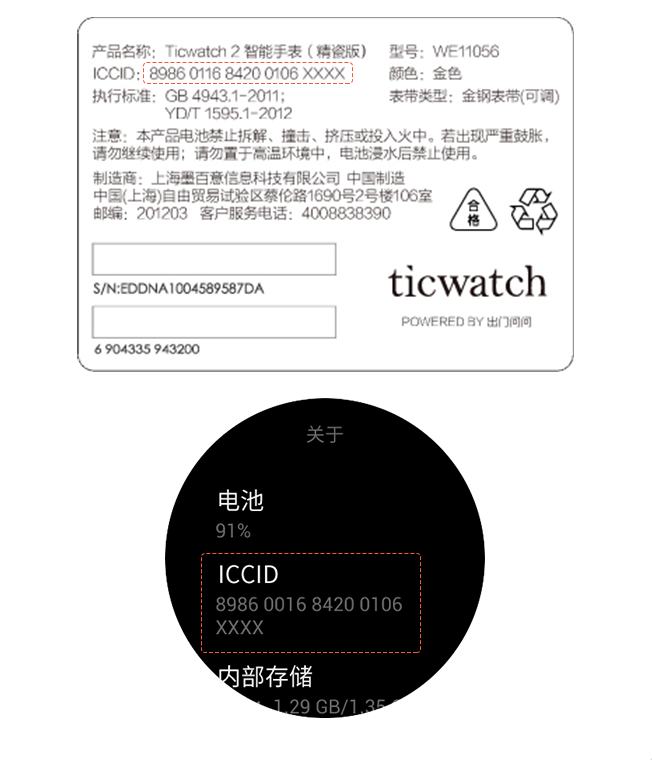 产品名称：Ticwatch 2 智能手表（精瓷版） 型号：WE11056
ICCID: 8986 0116 8420 0106 XXXX 颜色：金色
执行标准：GB 4943.1-2011； 表带类型：金钢表带(可调)
YD/T 1595.1-2012
注意：本产品电池禁止拆解、撞击、挤压或投入火中。若出现严重鼓胀，
请勿继续使用；请勿置于高温环境中，电池浸水后禁止使用。
制造商：上海墨百意信息科技有限公司 中国制造
中国(上海)自由贸易试验区蔡伦路1690号2号楼106室
邮编：201203 客户服务电话：4008838390
合格
S/N:EDDNA1004589587DA
ticwatch
POWERED BY 出门问问
6 904335 943200
关于
电池
91%
ICCID
8986 0016 8420 0106
XXXX
内部存储
1.29 GB/1.35